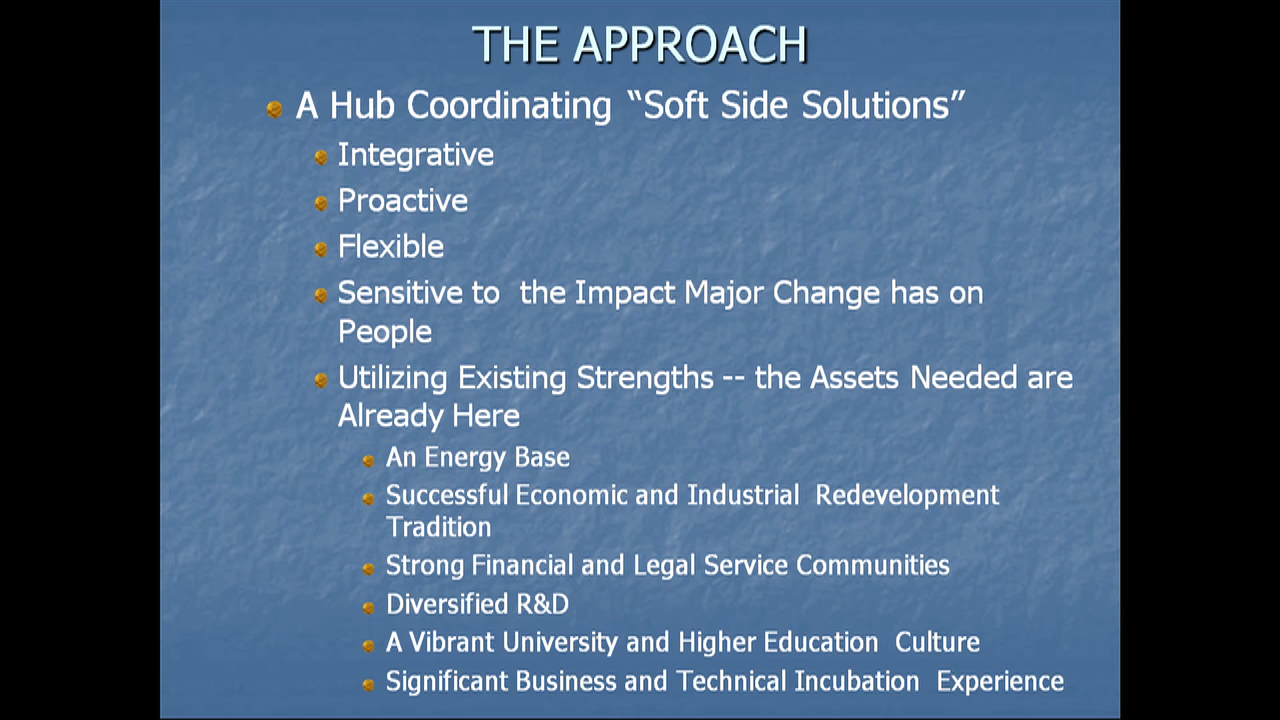 THE APPROACH
A Hub Coordinating “Soft Side Solutions”
Integrative
Proactive
Flexible
Sensitive to  the Impact Major Change has on
People
Utilizing Existing Strengths -- the Assets Needed are
Already Here
An Energy Base
Successful Economic and Industrial  Redevelopment
Tradition
Strong Financial and Legal Service Communities
Diversified R&D
A Vibrant University and Higher Education  Culture
Significant Business and Technical Incubation  Experience